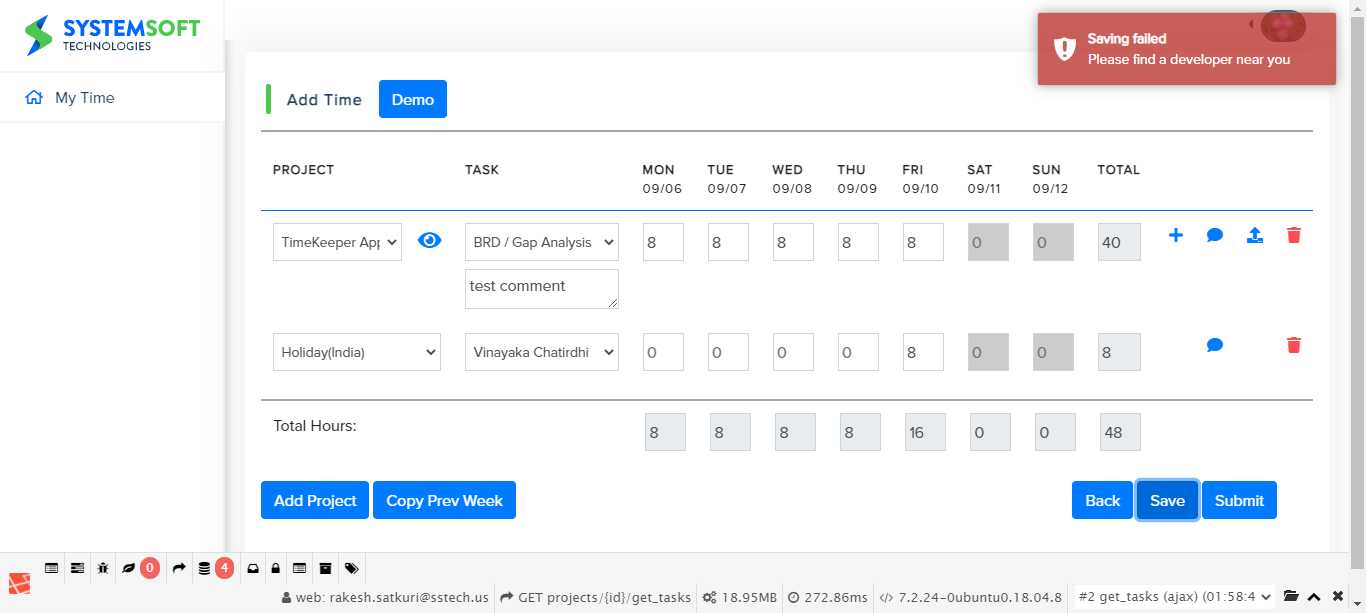 SYSTEMSOFT
TECHNOLOGIES
Saving failed
Please find a developer near you
My Time
Add Time
Demo
PROJECT TASK MON TUE WED THU FRI SAT SUN TOTAL
09/06 09/07 09/08 09/09 09/10 09/11 09/12
TimeKeeper App BRD / Gap Analysis 8 8 8 8 8 0 0 40
test comment
Holiday(India) Vinayaka Chatirdhi 0 0 0 0 8 0 0 8
Total Hours: 8 8 8 8 16 0 0 48
Add Project Copy Prev Week Back Save Submit
0 4
web: rakesh.satkuri@sstech.us GET projects/{id}/get_tasks 18.95MB 272.86ms 7.2.24-0ubuntu0.18.04.8 #2 get_tasks (ajax) (01:58:4